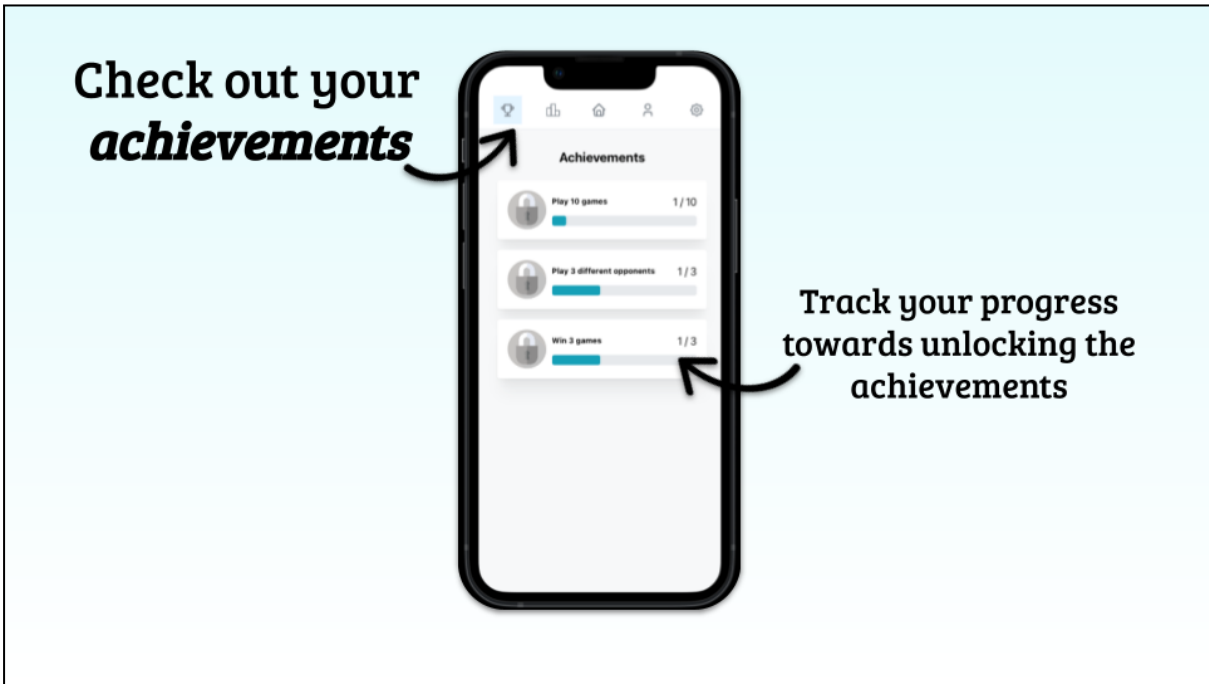 Check out your
achievements
Achievements
Play 10 games 1 / 10
Play 3 different opponents 1 / 3
Win 3 games 1 / 3
Track your progress
towards unlocking the
achievements